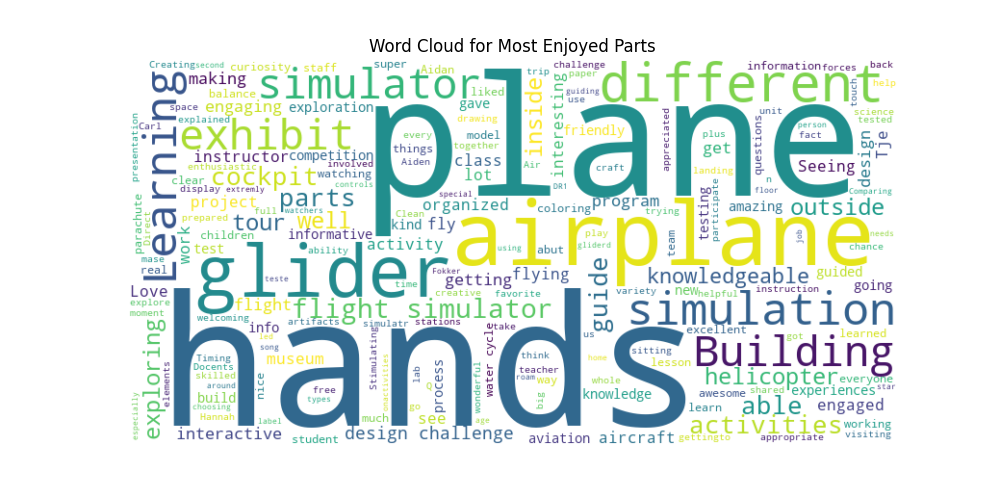 Word Cloud for Most Enjoyed Parts
Creating second curiosity staff super Aidan liked trip challenge information forces back
making simulator gave paper different touch help
space balance engaging exploration inside guiding use science
explained exhibit every model drawing friendly unit tested
presentation Carl Learning instructor competition things plane together interesting appreciated get plus person fact questions design Tje
enthusiastic involved watching Aiden class Air craft landing Seeing
clear cockpit controls lot DR1 floor n Comparing
display extremly parts special organized coloring program participate amazing outside
project full watchers Clean kind fly trying testing
parachute Direct prepared tour well airplane play team job needs
work children informative activity abut gliderd chance
mase test ability using
real glider teste Fokker getting flying guide knowledgeable guided
Love time creative favorite variety new helpful instruction going
explore flight flight simulator simulation
moment welcoming artifacts simulatr stations take us excellent got learned
exploring info led song hands water cycle think sitting Building
Timing museum Stimulating lab teacher home lesson everyone
elements Docents skilled nice process roam way whole helicopter
around build free Q wonderful knowledge shared experiences star
choosing types onactivities big awesome able engaged
especially Hannah label much go see age learn activities working
interactive design challenge aviation aircraft appropriate visiting
student gettingto